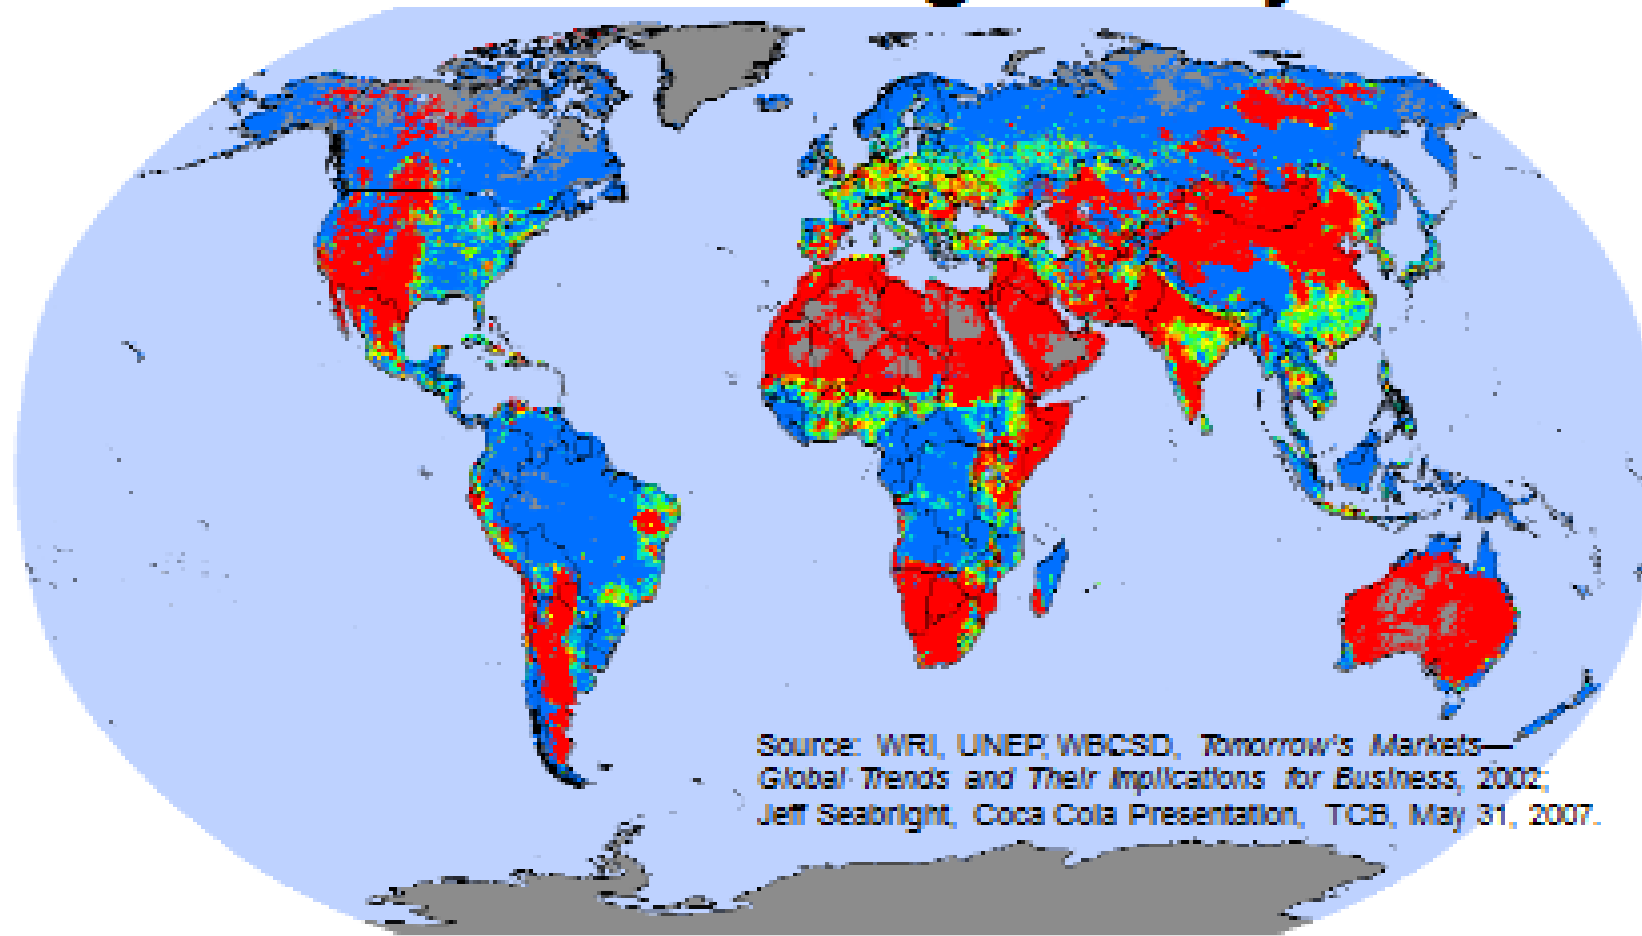 Source: WRI, UNEP, WBCSD, Tomorrow's Markets—
Global Trends and Their Implications for Business, 2002;
Jeff Seabright, Coca Cola Presentation, TCB, May 31, 2007.